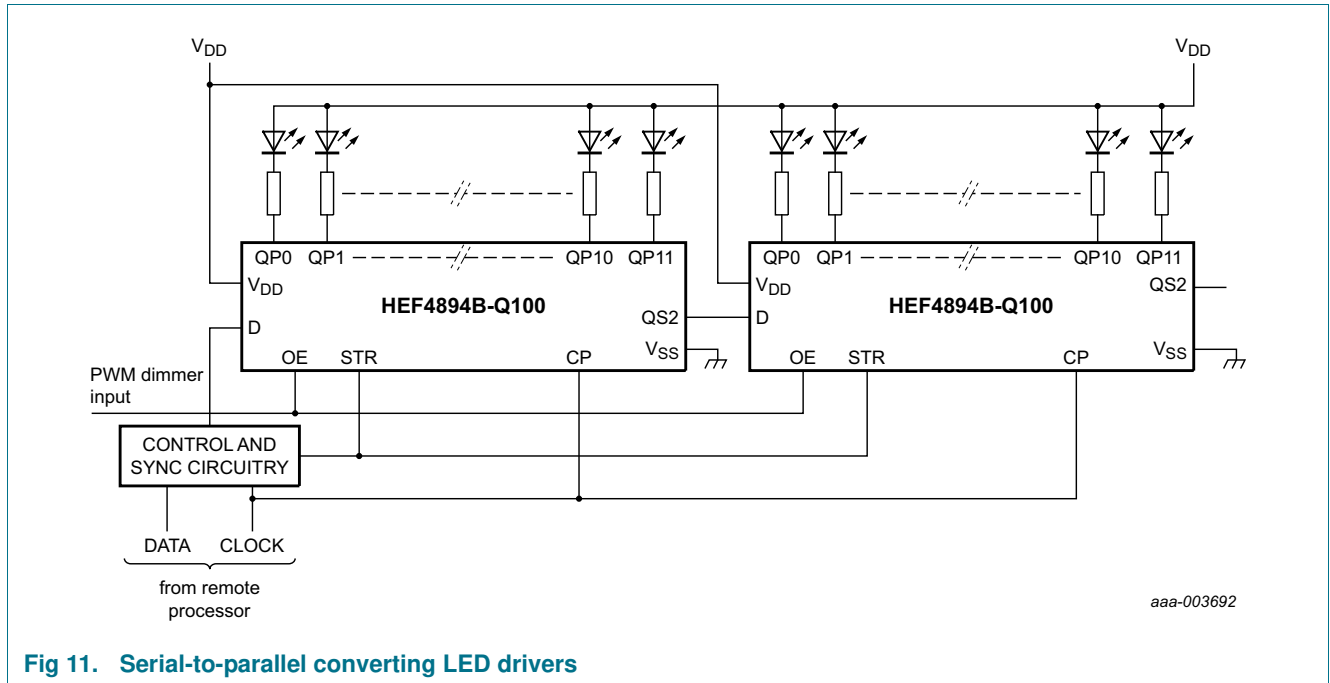 VDD
VDD
QP0 QP1 QP10 QP11
QP0 QP1 QP10 QP11
VDD
HEF4894B-Q100
D
QS2
VSS
OE STR CP
VDD
HEF4894B-Q100
D
QS2
VSS
OE STR CP
PWM dimmer
input
CONTROL AND
SYNC CIRCUITRY
DATA CLOCK
from remote
processor
aaa-003692
Fig 11. Serial-to-parallel converting LED drivers